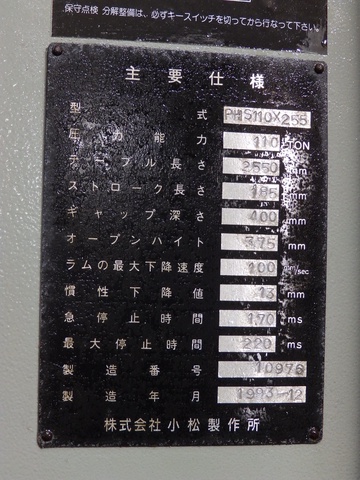 保守点検 分解整備は、必ずキースイッチを切ってから行なって下さい。
主要仕様
型式 PHS110X255
圧力能力 110 TON
テーブル長さ 2550 mm
ストローク長さ 185 mm
ギャップ深さ 400 mm
オープンハイト 375 mm
ラムの最大下降速度 100 mm/sec
慣性下降値 13 mm
急停止時間 170 ms
最大停止時間 220 ms
製造番号 10976
製造年月 1993-12
株式会社 小松製作所